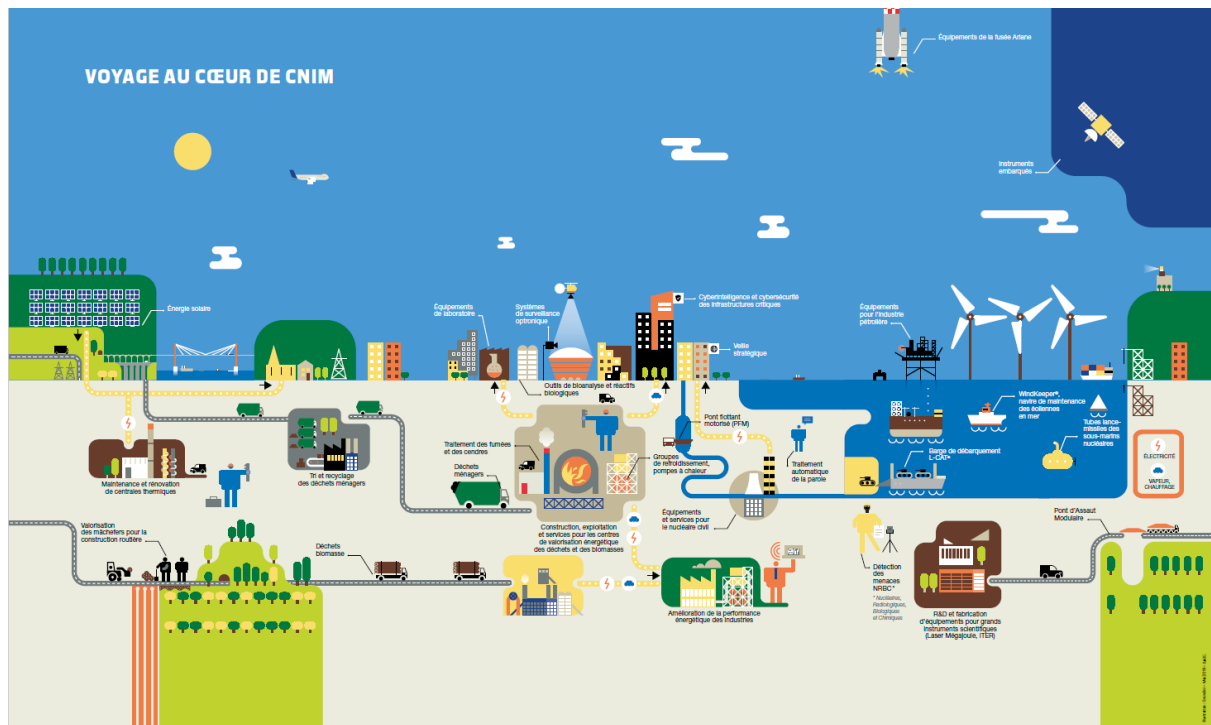 VOYAGE AU CŒUR DE CNIM
Équipements de la fusée Ariane
Instruments
embarqués
Énergie solaire
Équipements
de laboratoire
Systèmes
de surveillance
optronique
Cyberintelligence et cybersécurité
des infrastructures critiques
Veille
stratégique
Équipements
pour l'industrie
pétrolière
Outils de bioanalyse et réactifs
biologiques
Pont flottant
motorisé (PFM)
WindKeeper®,
navire de maintenance
des éoliennes
en mer
Tubes lance-
missiles des
sous-marins
nucléaires
Traitement des fumées
et des cendres
Groupes
de refroidissement,
pompes à chaleur
Traitement
automatique
de la parole
Barge de débarquement
L-CAT®
ÉLECTRICITÉ
VAPEUR,
CHAUFFAGE
Maintenance et rénovation
de centrales thermiques
Tri et recyclage
des déchets ménagers
Déchets
ménagers
Construction, exploitation
et services pour les centres
de valorisation énergétique
des déchets et des biomasses
Équipements
et services pour
le nucléaire civil
Pont d'Assaut
Modulaire
Valorisation
des mâchefers pour la
construction routière
Déchets
biomasse
Détection
des
menaces
NRBC*
* Nucléaires,
Radiologiques,
Biologiques
et Chimiques
Amélioration de la performance
énergétique des industries
R&D et fabrication
d'équipements pour grands
instruments scientifiques
(Laser Mégajoule, ITER)